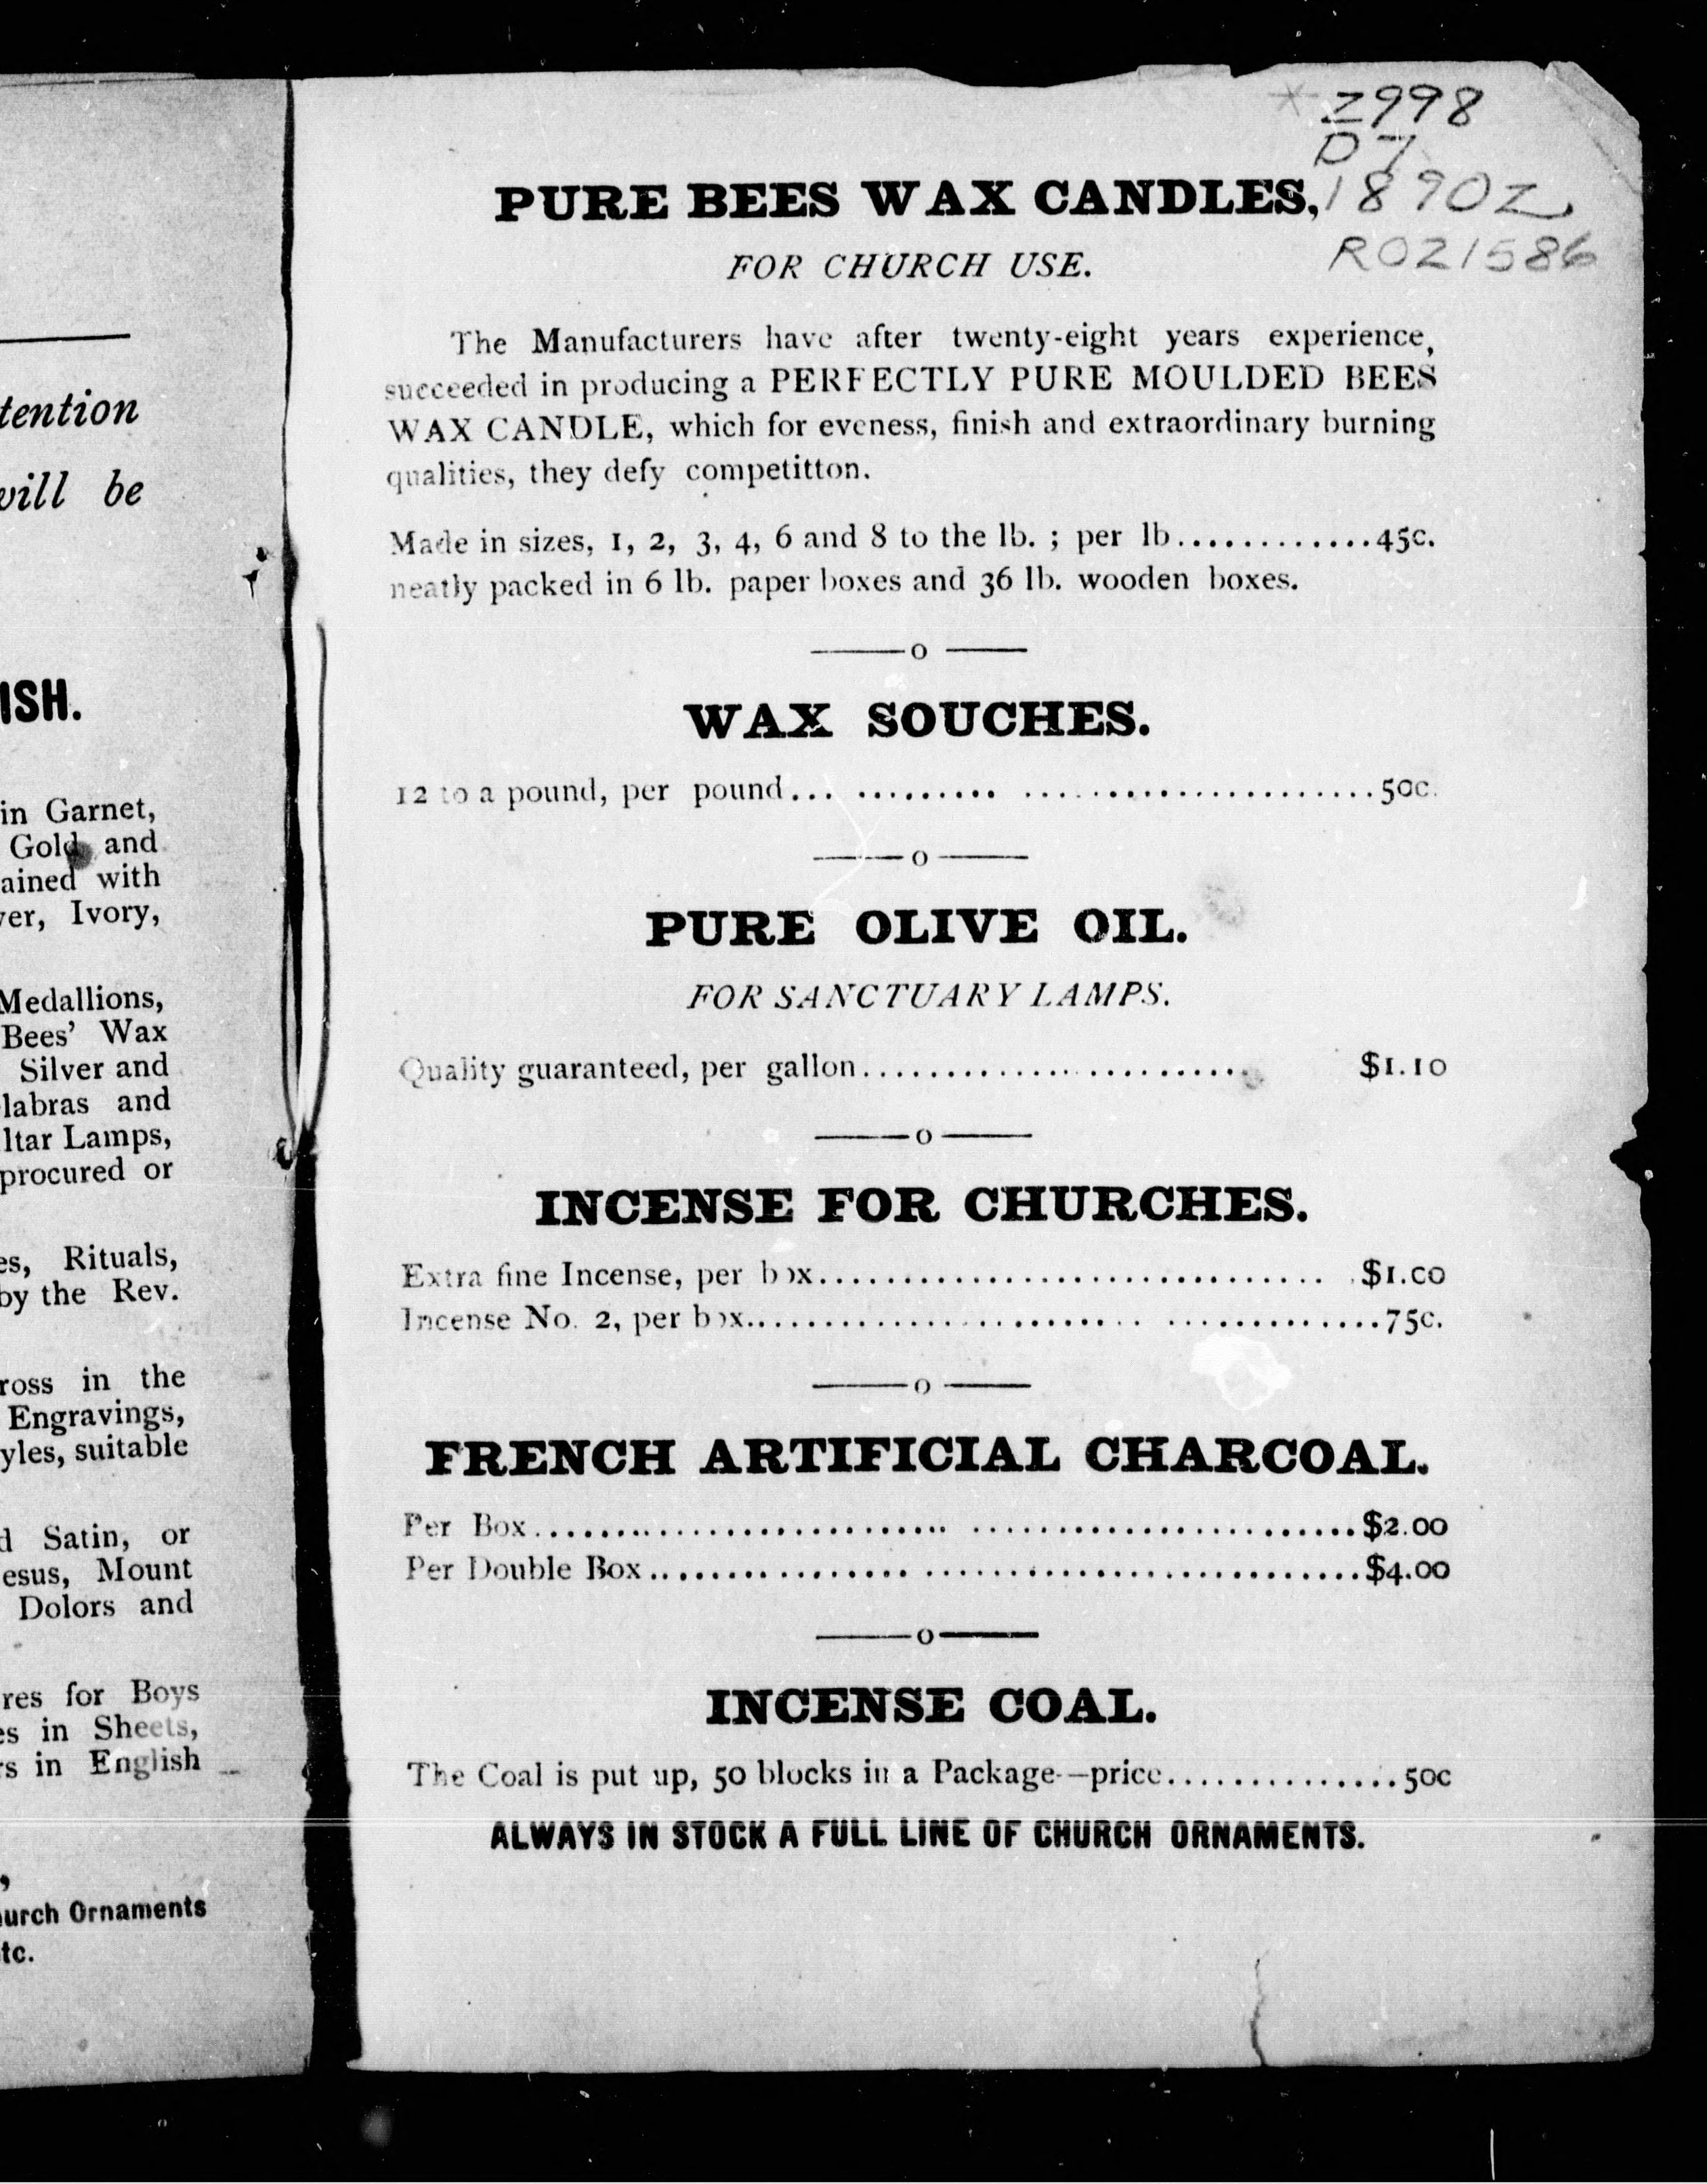 tention
will be
ISH.
in Garnet,
Gold and
ained with
ver, Ivory,
Medallions,
Bees' Wax
Silver and
labras and
ltar Lamps,
procured or
es, Rituals,
by the Rev.
ross in the
Engravings,
yles, suitable
d Satin, or
esus, Mount
Dolors and
res for Boys
es in Sheets,
rs in English
,
urch Ornaments
tc.
* Z998
D7
1890z
R021586
PURE BEES WAX CANDLES,
FOR CHURCH USE.
The Manufacturers have after twenty-eight years experience,
succeeded in producing a PERFECTLY PURE MOULDED BEES
WAX CANDLE, which for eveness, finish and extraordinary burning
qualities, they defy competitton.
Made in sizes, 1, 2, 3, 4, 6 and 8 to the lb. ; per lb.............45c.
neatly packed in 6 lb. paper boxes and 36 lb. wooden boxes.
——o——
WAX SOUCHES.
12 to a pound, per pound... ......... ......................50c.
——o——
PURE OLIVE OIL.
FOR SANCTUARY LAMPS.
Quality guaranteed, per gallon........................ $1.10
——o——
INCENSE FOR CHURCHES.
Extra fine Incense, per box............................... .$1.00
Incense No. 2, per box........................ .............75c.
——o——
FRENCH ARTIFICIAL CHARCOAL.
Per Box......................... .......................$2.00
Per Double Box................ ..........................$4.00
——o——
INCENSE COAL.
The Coal is put up, 50 blocks in a Package-—price..............50c
ALWAYS IN STOCK A FULL LINE OF CHURCH ORNAMENTS.